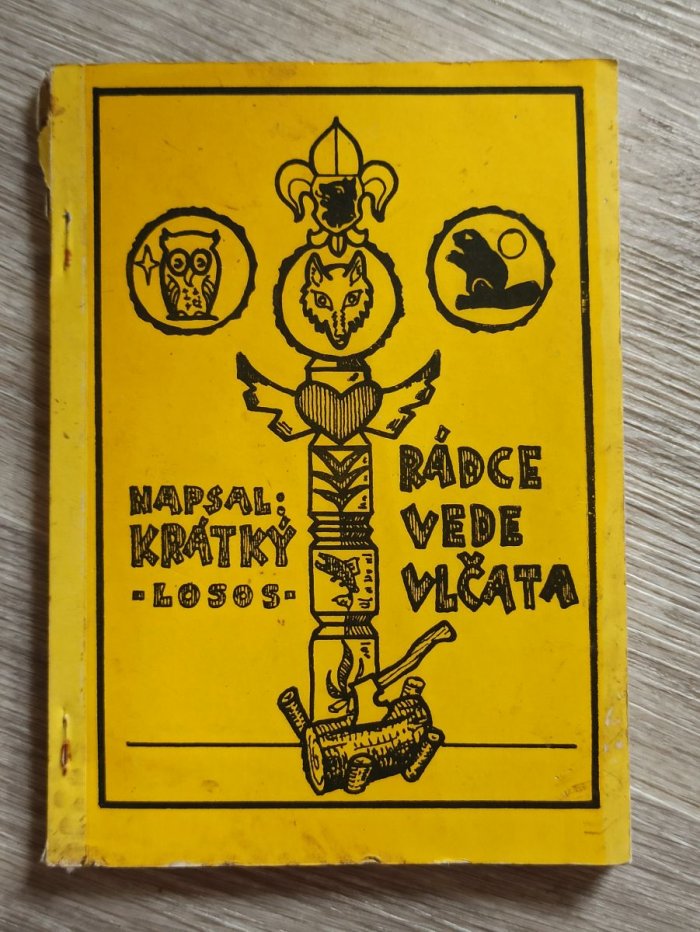 NAPSAL:
KRÁTKÝ
-LOSOS-
RÁDCE
VEDE
VLČATA